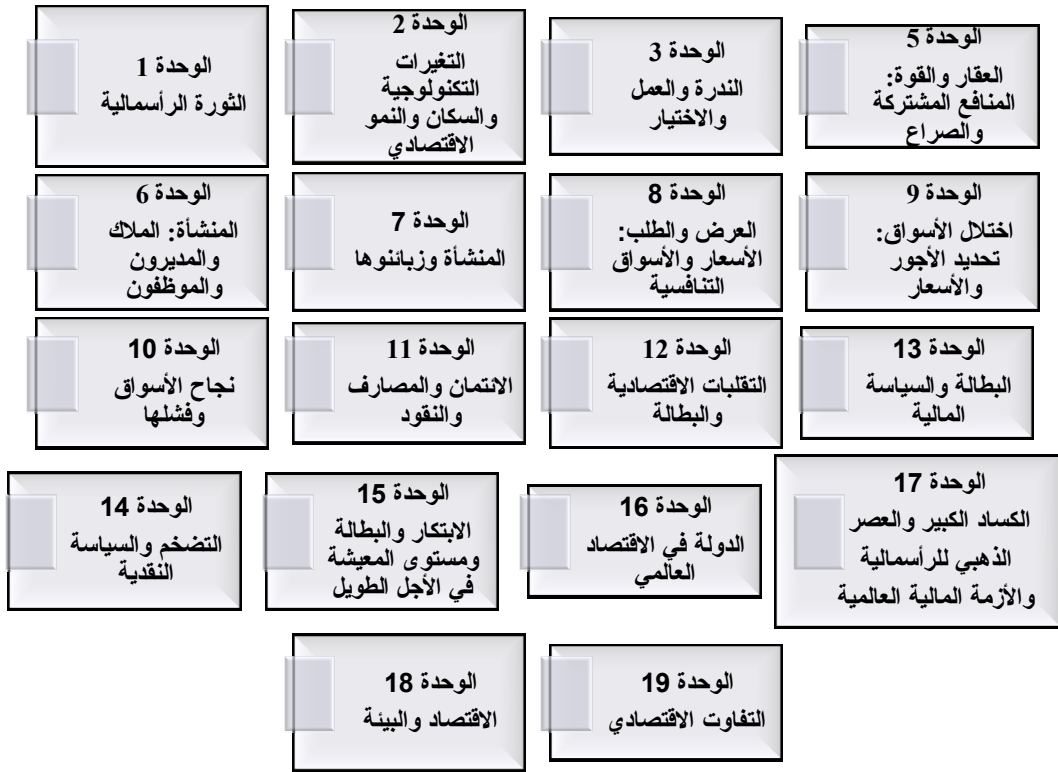 الوحدة 1
الثورة الرأسمالية
الوحدة 2
التغيرات
التكنولوجية
والسكان والنمو
الاقتصادي
الوحدة 3
الندرة والعمل
والاختيار
الوحدة 5
العقار والقوة:
المنافع المشتركة
والصراع
الوحدة 6
المنشأة: الملاك
والمديرون
والموظفون
الوحدة 7
المنشأة وزبائنوها
الوحدة 8
العرض والطلب:
الأسعار والأسواق
التنافسية
الوحدة 9
اختلال الأسواق:
تحديد الأجور
والأسعار
الوحدة 10
نجاح الأسواق
وفشلها
الوحدة 11
الائتمان والمصارف
والنقود
الوحدة 12
التقلبات الاقتصادية
والبطالة
الوحدة 13
البطالة والسياسة
المالية
الوحدة 14
التضخم والسياسة
النقدية
الوحدة 15
الابتكار والبطالة
ومستوى المعيشة
في الأجل الطويل
الوحدة 16
الدولة في الاقتصاد
العالمي
الوحدة 17
الكساد الكبير والعصر
الذهبي للرأسمالية
والأزمة المالية العالمية
الوحدة 18
الاقتصاد والبيئة
الوحدة 19
التفاوت الاقتصادي